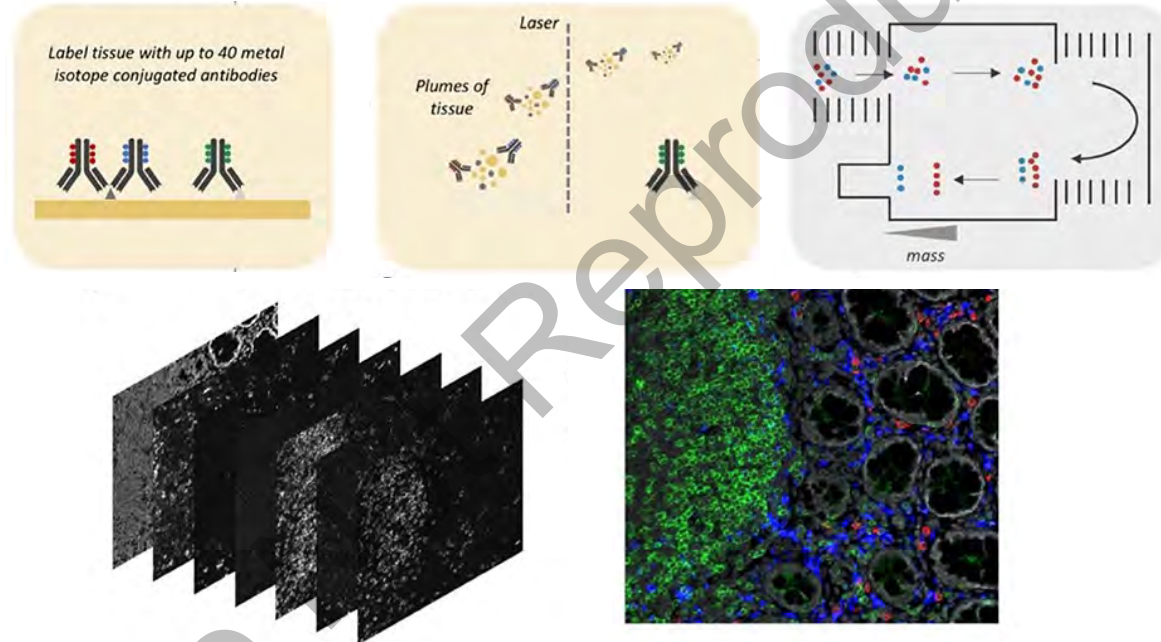 Label tissue with up to 40 metal
isotope conjugated antibodies
Laser
Plumes of
tissue
mass